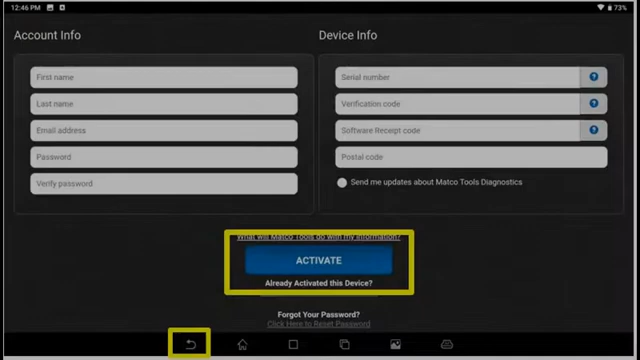 12:46 PM
73%
Account Info
Device Info
First name
Last name
Email address
Password
Verify password
Serial number
?
Verification code
?
Software Receipt code
?
Postal code
Send me updates about Matco Tools Diagnostics
What will Matco Tools do with my information?
ACTIVATE
Already Activated this Device?
Forgot Your Password?
Click Here to Reset Password